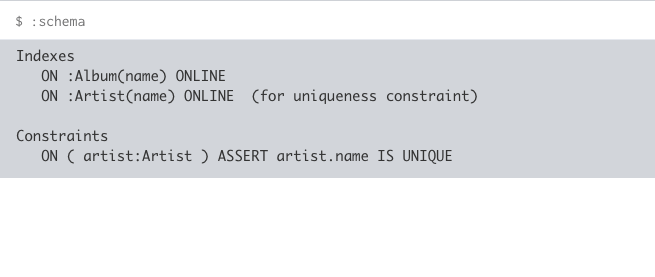 $ :schema
Indexes
ON :Album(name) ONLINE
ON :Artist(name) ONLINE (for uniqueness constraint)
Constraints
ON ( artist:Artist ) ASSERT artist.name IS UNIQUE